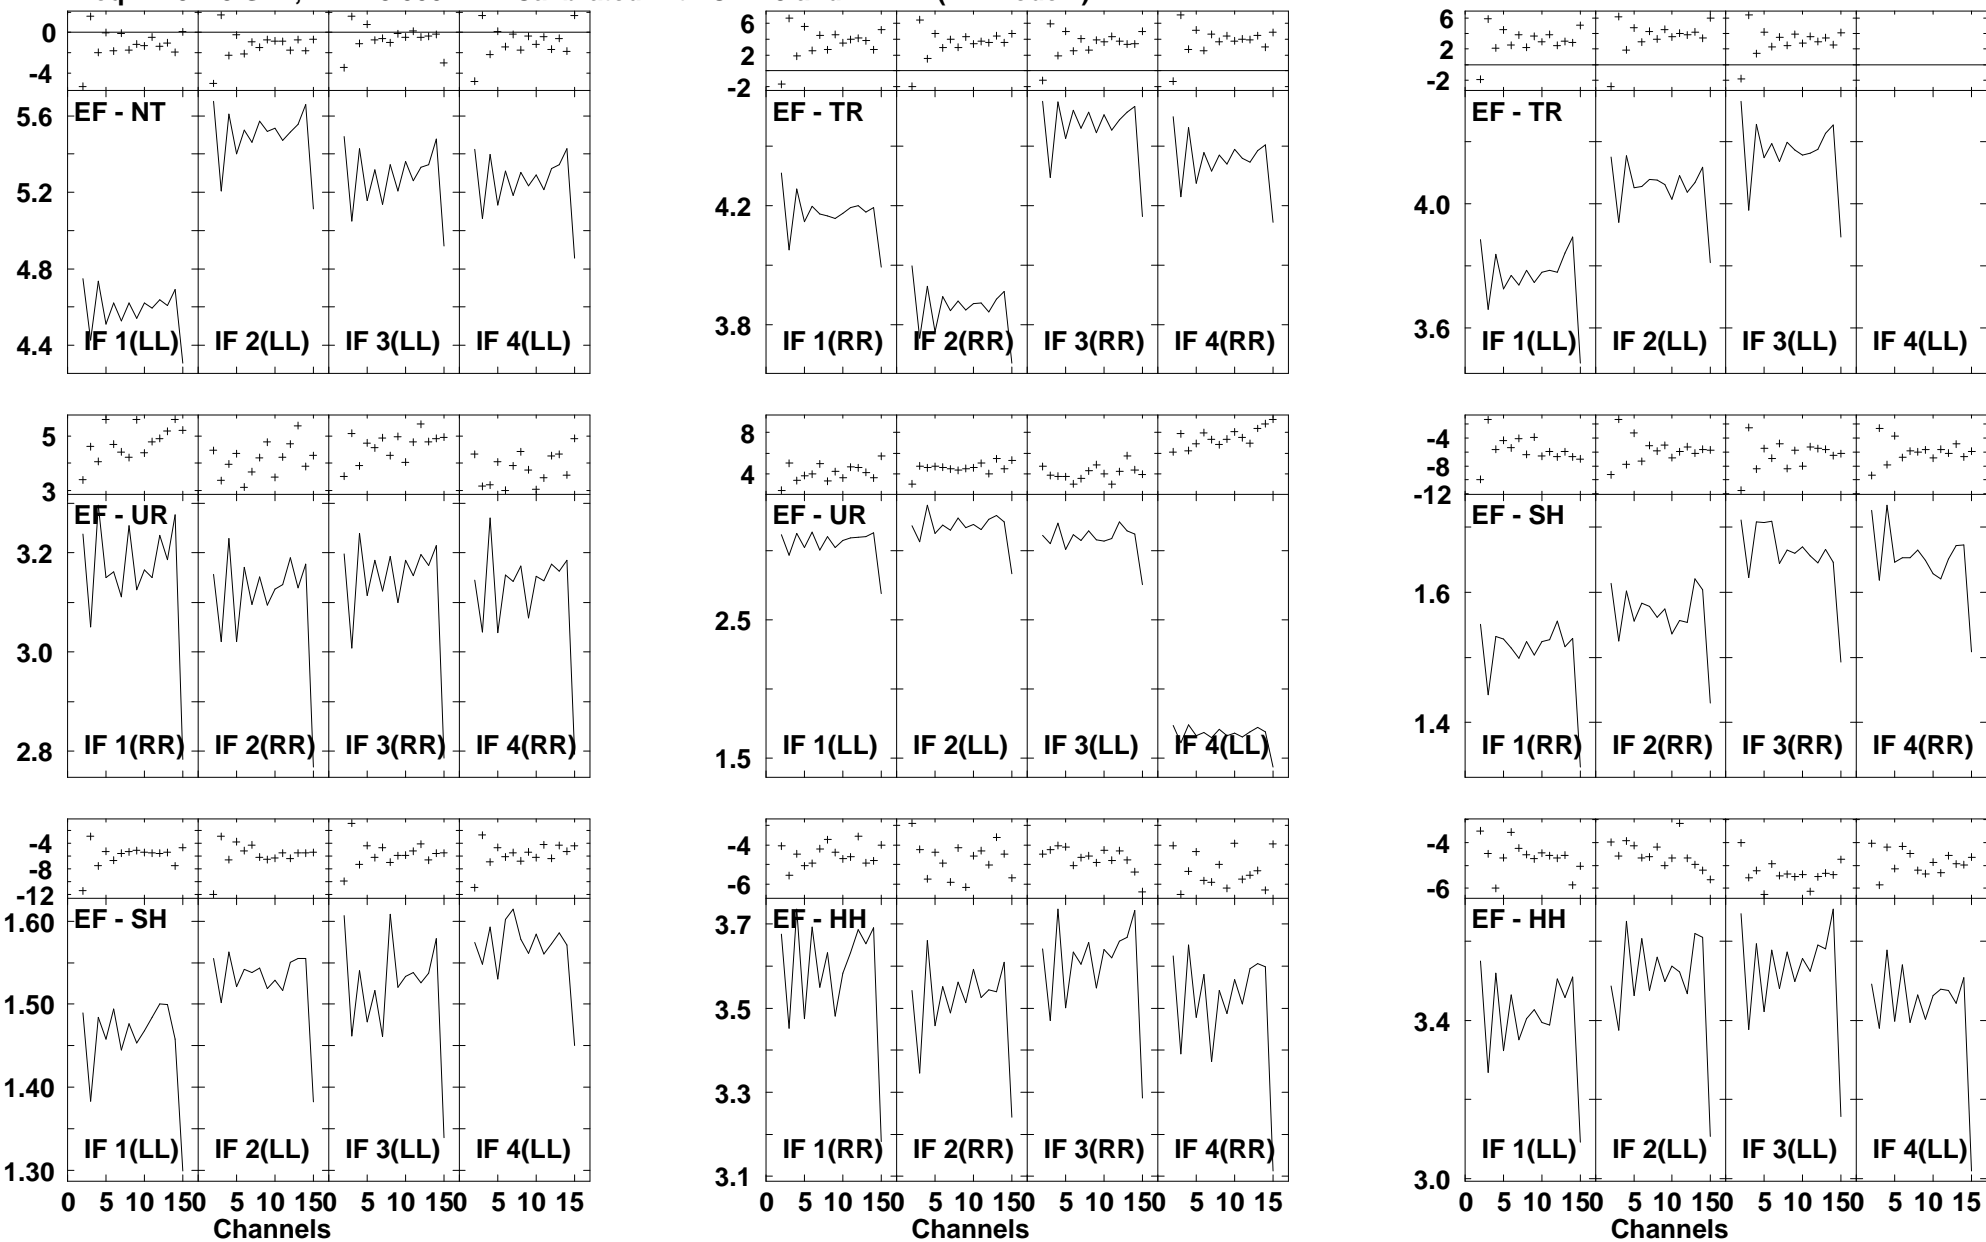 0
-4
EF - NT
5.6
5.2
4.8
4.4
IF 1(LL) IF 2(LL) IF 3(LL) IF 4(LL)
6
2
-2
EF - TR
4.2
3.8
IF 1(RR) IF 2(RR) IF 3(RR) IF 4(RR)
6
2
-2
EF - TR
4.0
3.6
IF 1(LL) IF 2(LL) IF 3(LL) IF 4(LL)
5
3
EF - UR
3.2
3.0
2.8
IF 1(RR) IF 2(RR) IF 3(RR) IF 4(RR)
8
4
EF - UR
2.5
1.5
IF 1(LL) IF 2(LL) IF 3(LL) IF 4(LL)
-4
-8
-12
EF - SH
1.6
1.4
IF 1(RR) IF 2(RR) IF 3(RR) IF 4(RR)
-4
-8
-12
EF - SH
1.60
1.50
1.40
1.30
IF 1(LL) IF 2(LL) IF 3(LL) IF 4(LL)
0 5 10 150 5 10 150 5 10 150 5 10 15
Channels
-4
-6
EF - HH
3.7
3.5
3.3
3.1
IF 1(RR) IF 2(RR) IF 3(RR) IF 4(RR)
0 5 10 150 5 10 150 5 10 150 5 10 15
Channels
-4
-6
EF - HH
3.4
3.0
IF 1(LL) IF 2(LL) IF 3(LL) IF 4(LL)
0 5 10 150 5 10 150 5 10 150 5 10 15
Channels